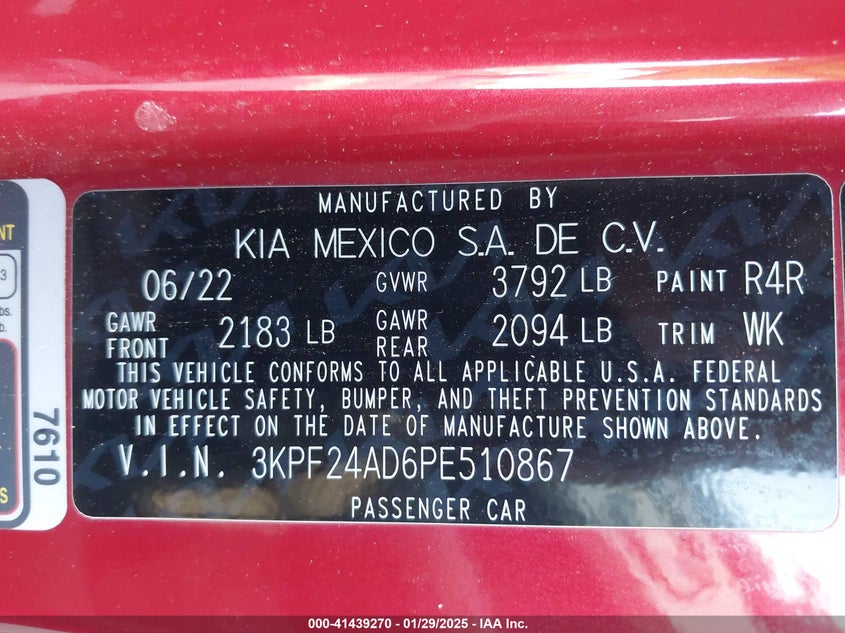 MANUFACTURED BY
KIA MEXICO S.A. DE C.V.
06/22 GVWR 3792 LB PAINT R4R
GAWR FRONT 2183 LB GAWR REAR 2094 LB TRIM WK
THIS VEHICLE CONFORMS TO ALL APPLICABLE U.S.A. FEDERAL
MOTOR VEHICLE SAFETY, BUMPER, AND THEFT PREVENTION STANDARDS
IN EFFECT ON THE DATE OF MANUFACTURE SHOWN ABOVE.
V.I.N. 3KPF24AD6PE510867
PASSENGER CAR
NT
3
bs.
b.
S
7610
000-41439270 - 01/29/2025 - IAA Inc.